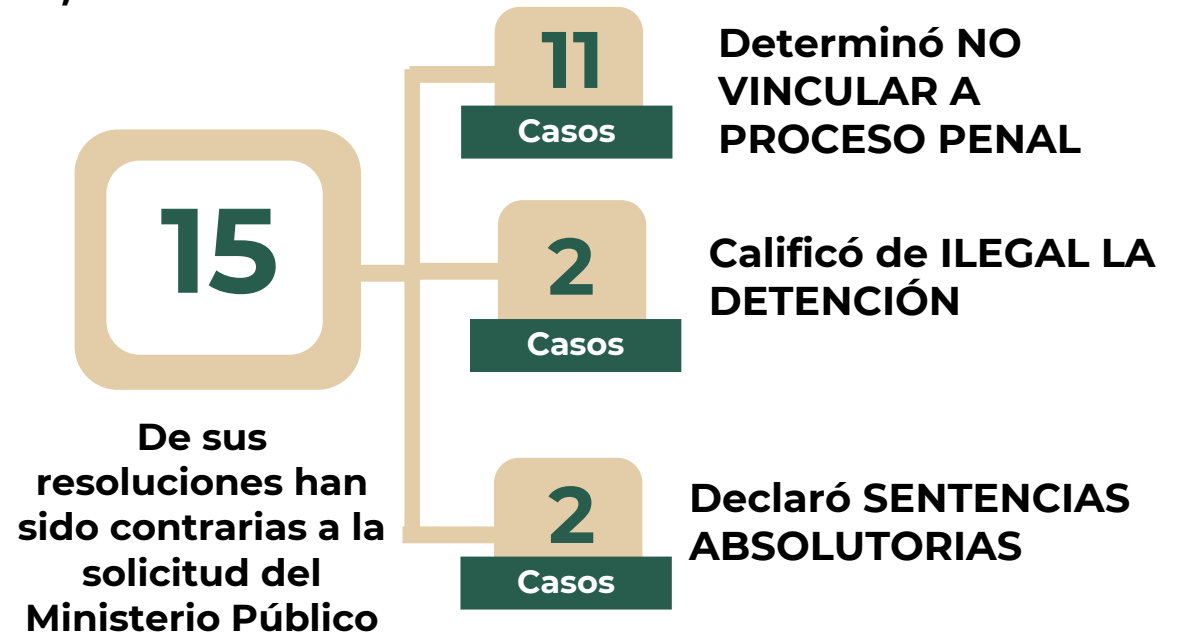 15
De sus
resoluciones han
sido contrarias a la
solicitud del
Ministerio Público
11
Casos
Determinó NO
VINCULAR A
PROCESO PENAL
2
Casos
Calificó de ILEGAL LA
DETENCIÓN
2
Casos
Declaró SENTENCIAS
ABSOLUTORIAS